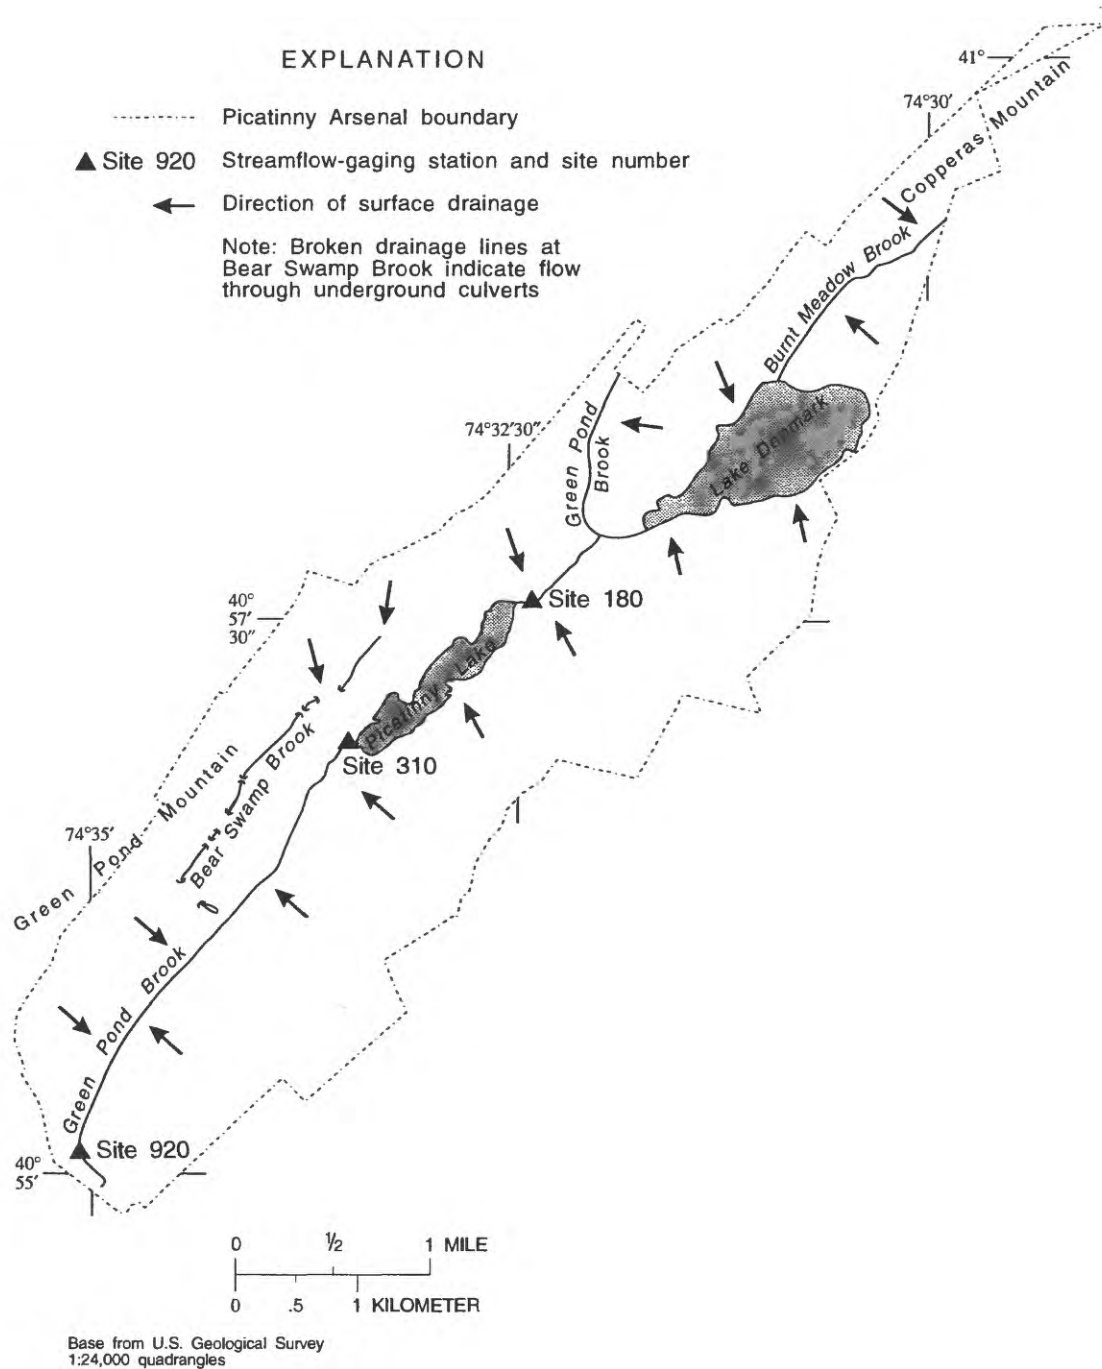 EXPLANATION
Picatinny Arsenal boundary
Site 920 Streamflow-gaging station and site number
Direction of surface drainage
Note: Broken drainage lines at
Bear Swamp Brook indicate flow
through underground culverts
41°
74°30′
Copperas Mountain
Burnt Meadow Brook
Lake Denmark
74°32′30″
Green Pond
Brook
Site 180
40°
57′
30″
Picatinny Lake
Site 310
Bear Swamp Brook
Green Pond Mountain
74°35′
Green Pond Brook
Site 920
40°
55′
0 ½ 1 MILE
0 .5 1 KILOMETER
Base from U.S. Geological Survey
1:24,000 quadrangles